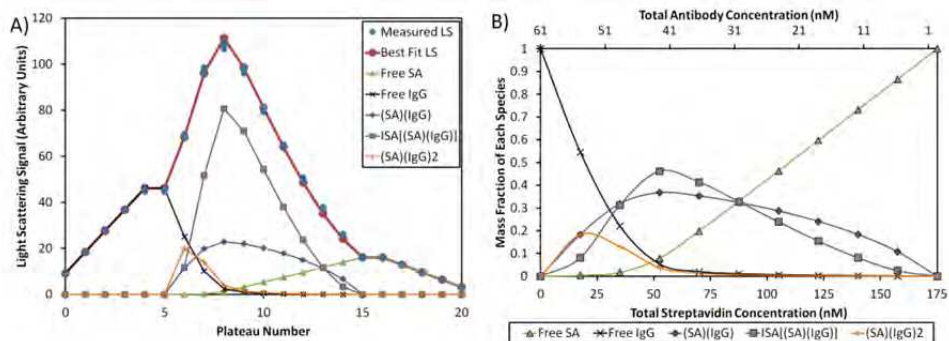 A)
Light Scattering Signal (Arbitrary Units)
120
100
80
60
40
20
0
0 5 10 15 20
Plateau Number
Measured LS
Best Fit LS
Free SA
Free IgG
(SA)(IgG)
ISA[(SA)(IgG)]
(SA)(IgG)2
B)
Total Antibody Concentration (nM)
61 51 41 31 21 11 1
Mass Fraction of Each Species
1
0.9
0.8
0.7
0.6
0.5
0.4
0.3
0.2
0.1
0
0 25 50 75 100 125 150 175
Total Streptavidin Concentration (nM)
Free SA Free IgG (SA)(IgG) ISA[(SA)(IgG)] (SA)(IgG)2